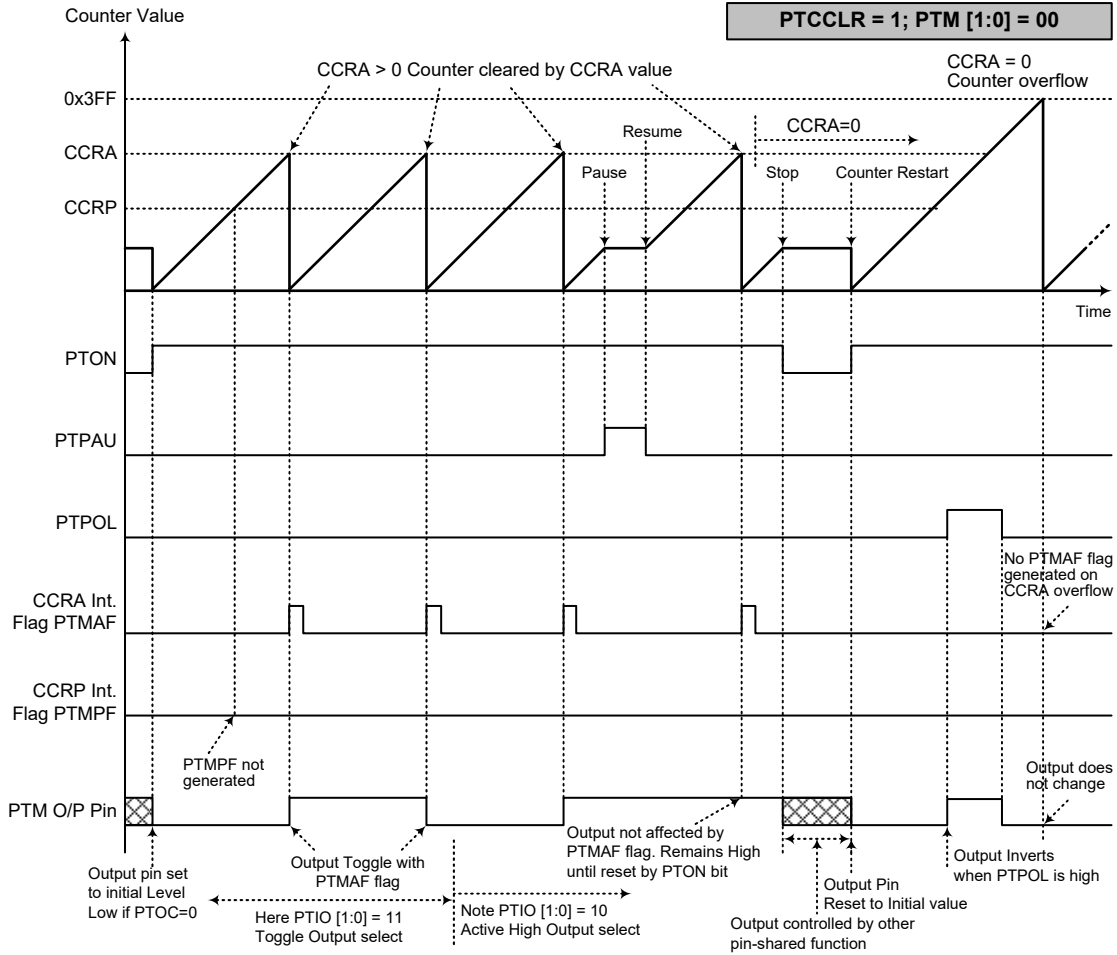 Counter Value
PTCCLR = 1; PTM [1:0] = 00
CCRA > 0 Counter cleared by CCRA value
CCRA = 0
Counter overflow
0x3FF
CCRA
CCRP
Resume
CCRA=0
Pause
Stop
Counter Restart
Time
PTON
PTPAU
PTPOL
No PTMAF flag
generated on
CCRA overflow
CCRA Int.
Flag PTMAF
CCRP Int.
Flag PTMPF
PTMPF not
generated
Output does
not change
PTM O/P Pin
Output pin set
to initial Level
Low if PTOC=0
Output Toggle with
PTMAF flag
Here PTIO [1:0] = 11
Toggle Output select
Note PTIO [1:0] = 10
Active High Output select
Output not affected by
PTMAF flag. Remains High
until reset by PTON bit
Output Pin
Reset to Initial value
Output controlled by other
pin-shared function
Output Inverts
when PTPOL is high